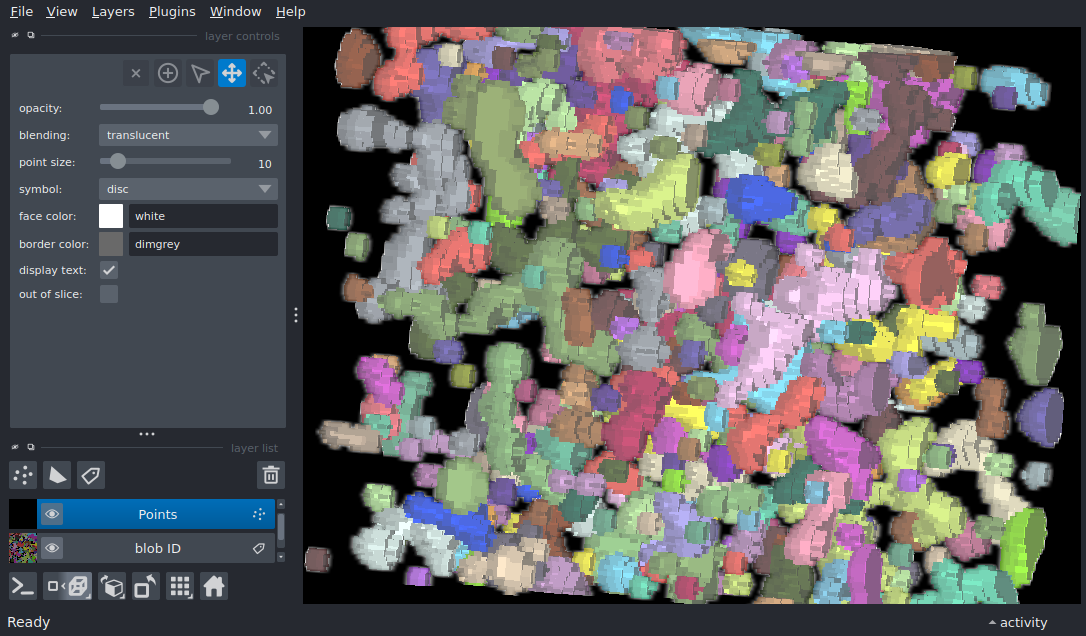 File View Layers Plugins Window Help
layer controls
opacity: 1.00
blending: translucent
point size: 10
symbol: disc
face color: white
border color: dimgrey
display text:
out of slice:
layer list
Points
blob ID
Ready activity